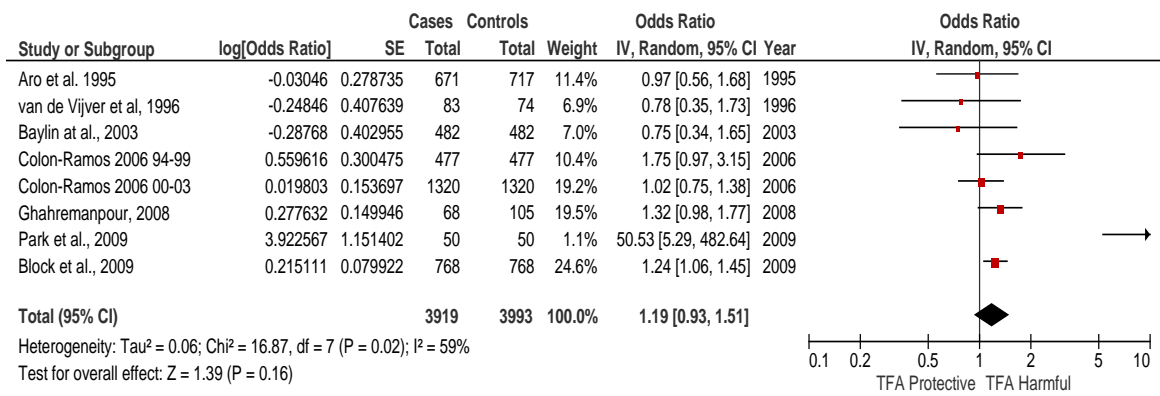 Cases Controls Odds Ratio Odds Ratio
Study or Subgroup log[Odds Ratio] SE Total Total Weight IV, Random, 95% CI Year IV, Random, 95% CI
Aro et al. 1995 -0.03046 0.278735 671 717 11.4% 0.97 [0.56, 1.68] 1995
van de Vijver et al, 1996 -0.24846 0.407639 83 74 6.9% 0.78 [0.35, 1.73] 1996
Baylin at al., 2003 -0.28768 0.402955 482 482 7.0% 0.75 [0.34, 1.65] 2003
Colon-Ramos 2006 94-99 0.559616 0.300475 477 477 10.4% 1.75 [0.97, 3.15] 2006
Colon-Ramos 2006 00-03 0.019803 0.153697 1320 1320 19.2% 1.02 [0.75, 1.38] 2006
Ghahremanpour, 2008 0.277632 0.149946 68 105 19.5% 1.32 [0.98, 1.77] 2008
Park et al., 2009 3.922567 1.151402 50 50 1.1% 50.53 [5.29, 482.64] 2009
Block et al., 2009 0.215111 0.079922 768 768 24.6% 1.24 [1.06, 1.45] 2009
Total (95% CI) 3919 3993 100.0% 1.19 [0.93, 1.51]
Heterogeneity: Tau² = 0.06; Chi² = 16.87, df = 7 (P = 0.02); I² = 59%
Test for overall effect: Z = 1.39 (P = 0.16)
0.1 0.2 0.5 1 2 5 10
TFA Protective TFA Harmful